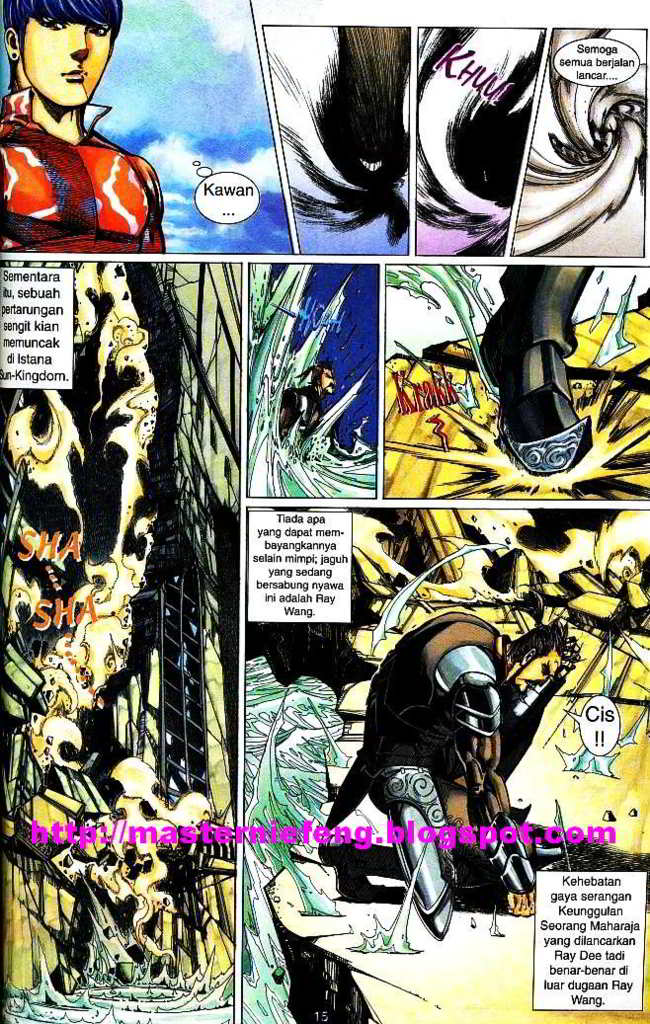 Kawan
...
KHUU!
Semoga
semua berjalan
lancar....
Sementara
itu, sebuah
pertarungan
sengit kian
memuncak
di Istana
Sun-Kingdom.
Krakk
SHA
SHA
Tiada apa
yang dapat mem-
bayangkannya
selain mimpi; jaguh
yang sedang
bersabung nyawa
ini adalah Ray
Wang.
Cis
!!
http://masterniefeng.blogspot.com
Kehebatan
gaya serangan
Keunggulan
Seorang Maharaja
yang dilancarkan
Ray Dee tadi
benar-benar di
luar dugaan Ray
Wang.
15